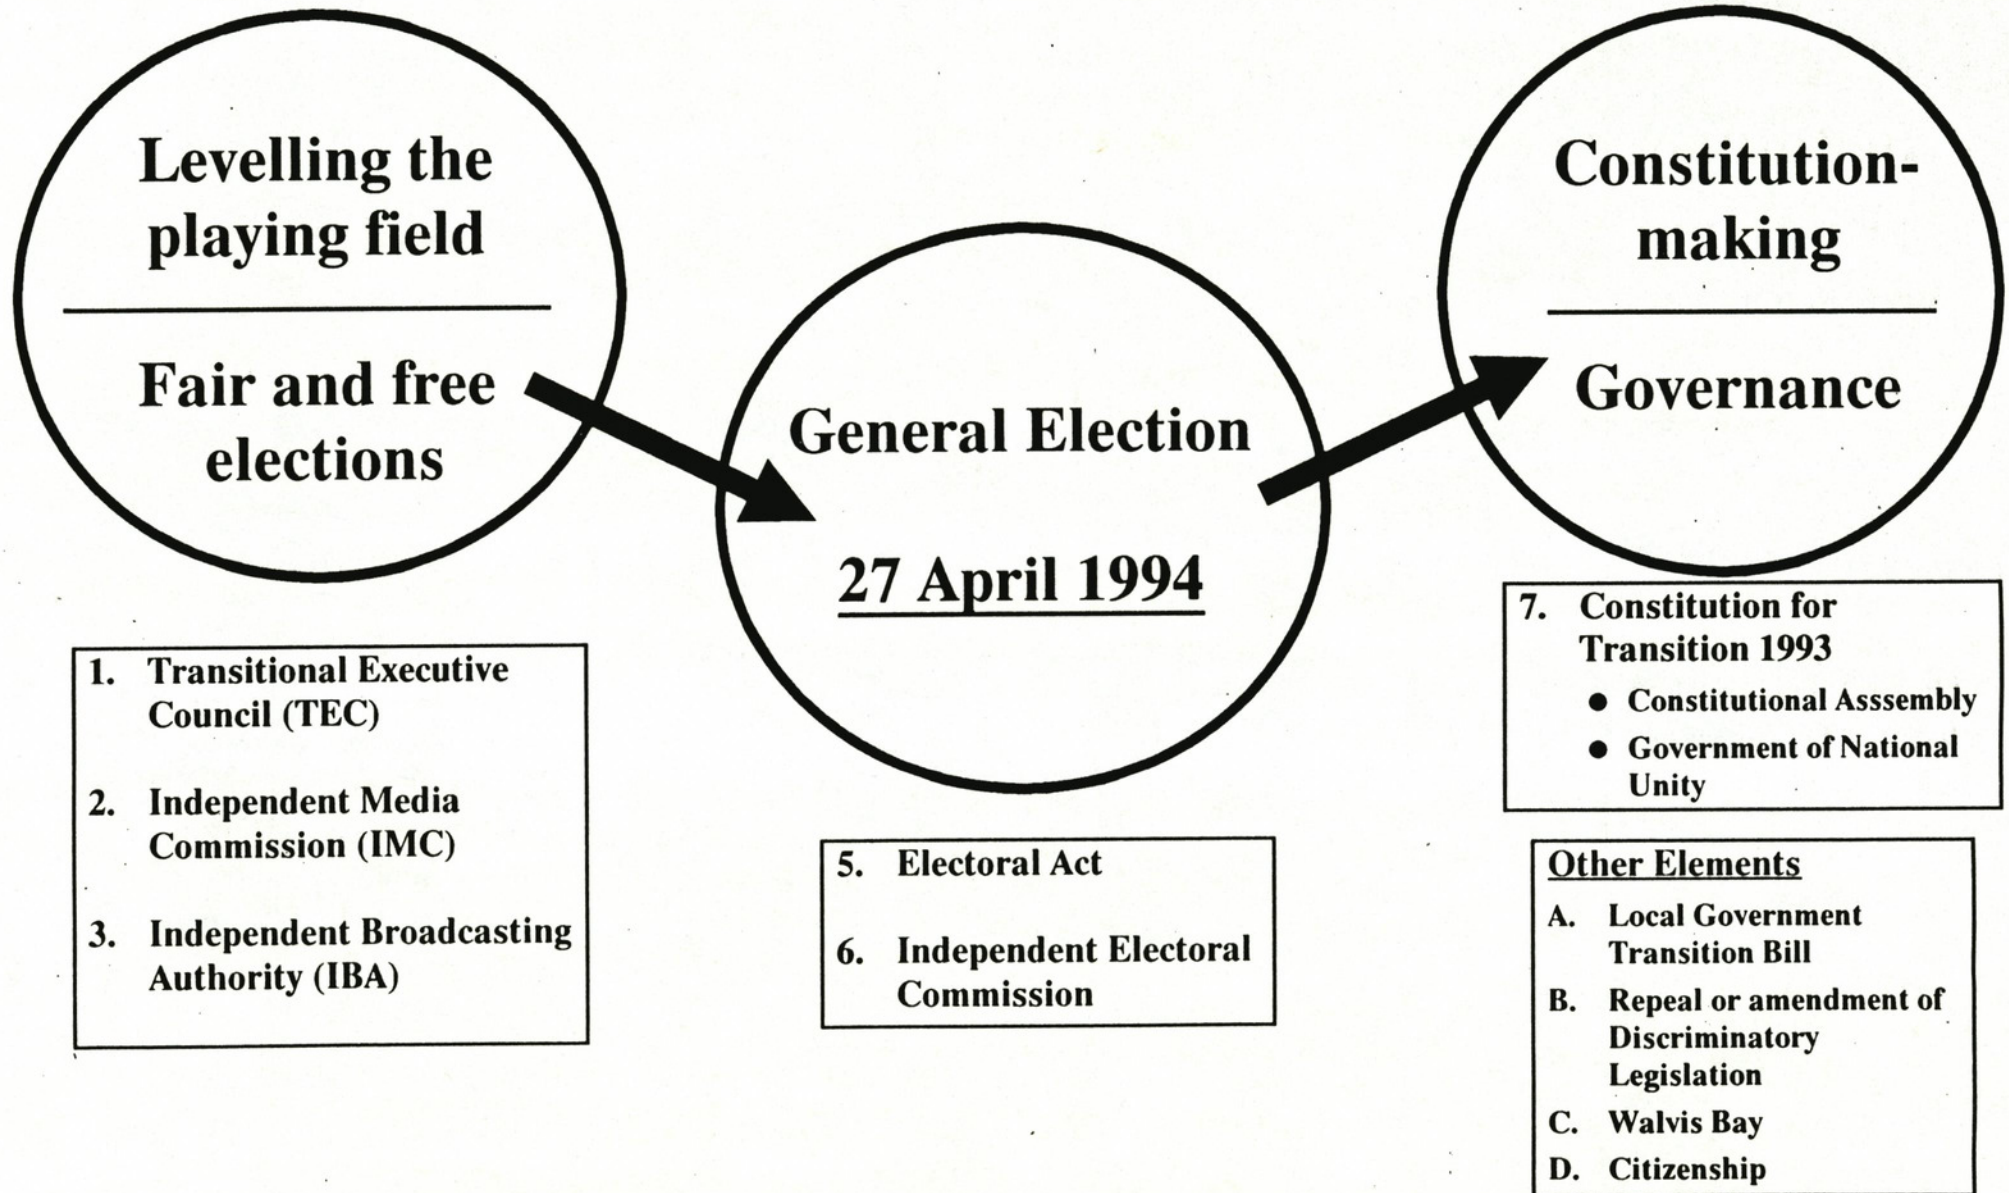 Levelling the
playing field
Fair and free
elections
1. Transitional Executive
Council (TEC)
2. Independent Media
Commission (IMC)
3. Independent Broadcasting
Authority (IBA)
General Election
27 April 1994
5. Electoral Act
6. Independent Electoral
Commission
Constitution-
making
Governance
7. Constitution for
Transition 1993
● Constitutional Asssembly
● Government of National
Unity
Other Elements
A. Local Government
Transition Bill
B. Repeal or amendment of
Discriminatory
Legislation
C. Walvis Bay
D. Citizenship